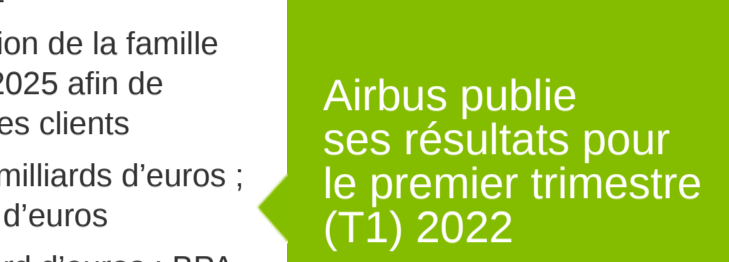 ion de la famille
2025 afin de
es clients
milliards d’euros ;
d’euros
Airbus publie
ses résultats pour
le premier trimestre
(T1) 2022